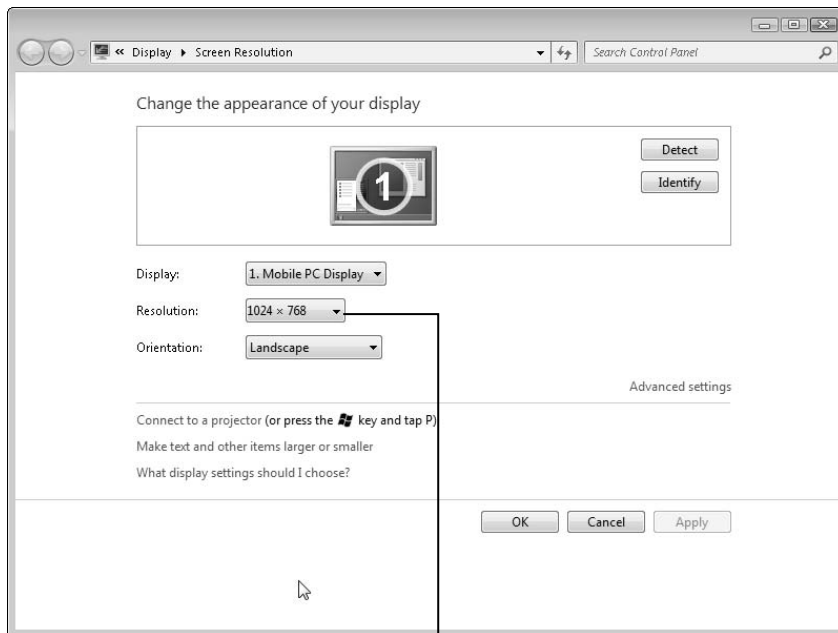 « Display ▸ Screen Resolution
Search Control Panel
Change the appearance of your display
1
Detect
Identify
Display: 1. Mobile PC Display
Resolution: 1024 × 768
Orientation: Landscape
Advanced settings
Connect to a projector (or press the key and tap P)
Make text and other items larger or smaller
What display settings should I choose?
OK Cancel Apply